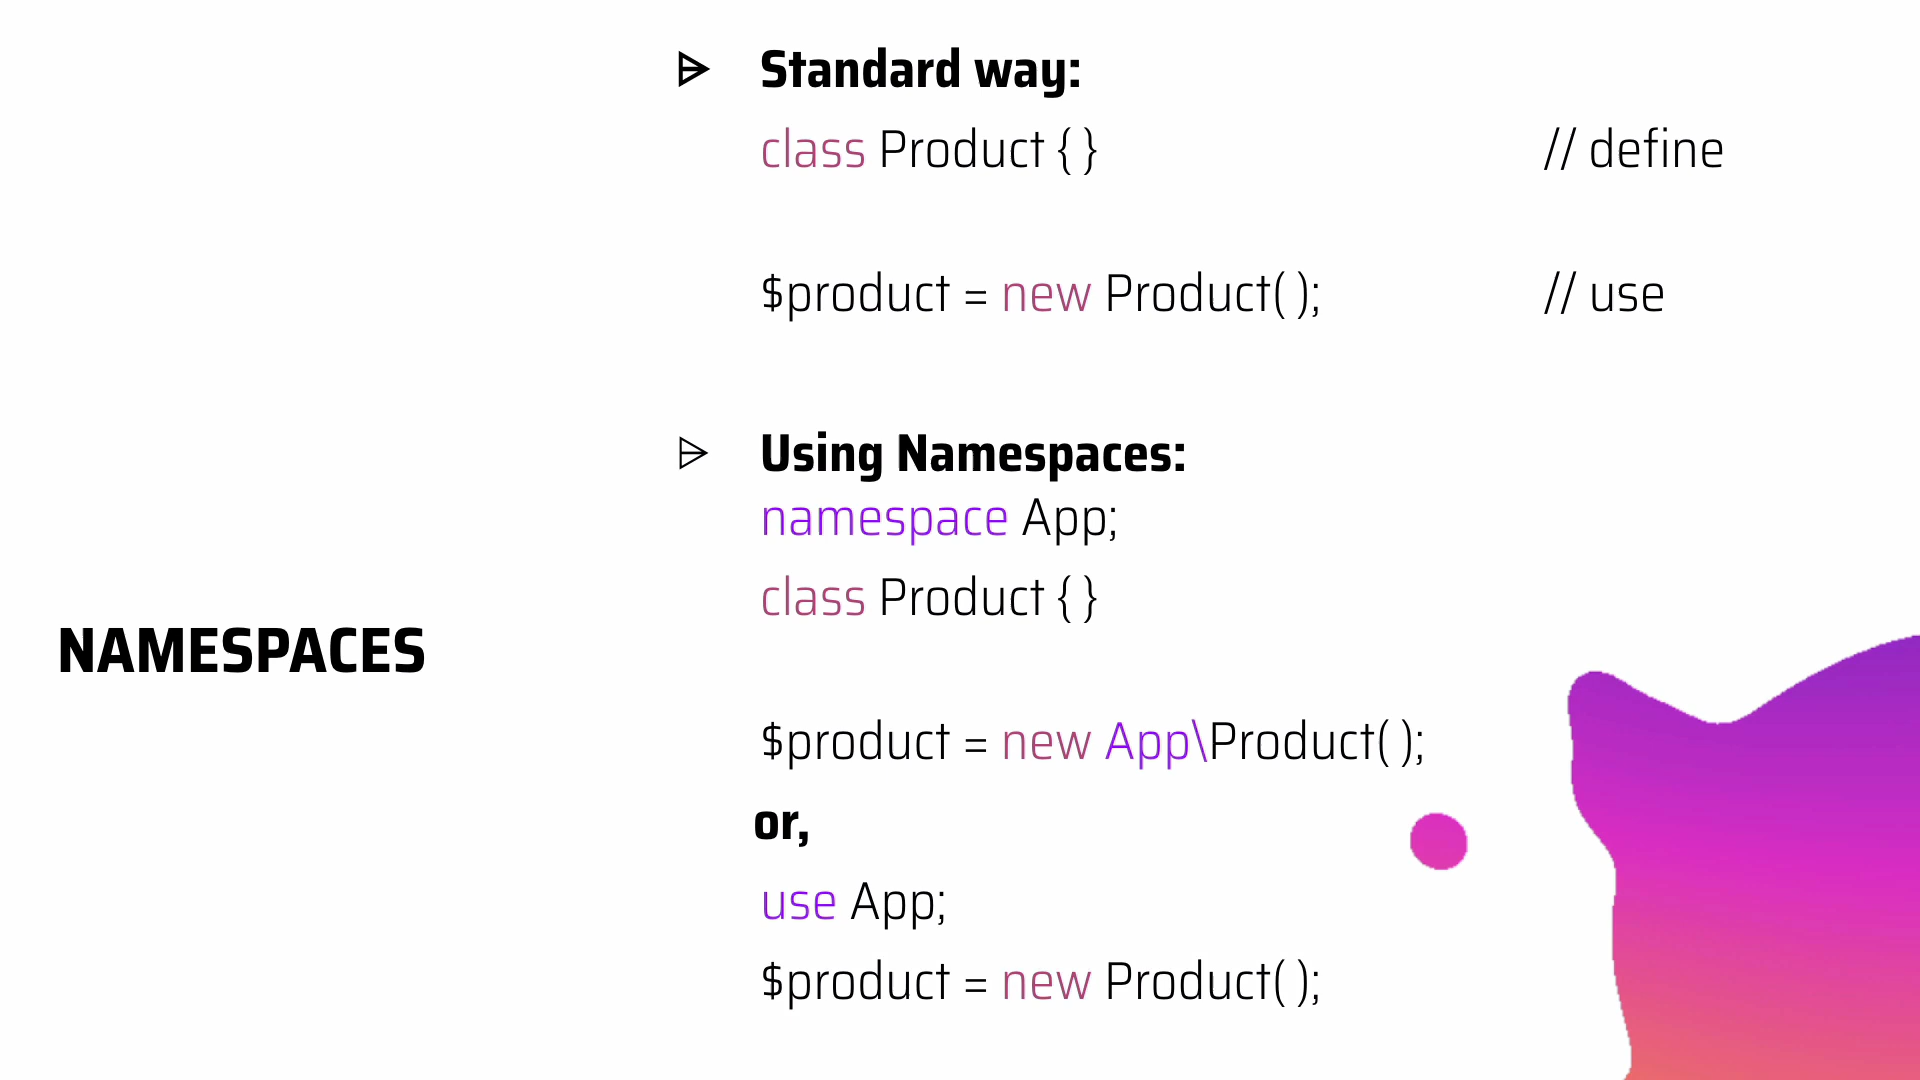 NAMESPACES
Standard way:
class Product { } // define
$product = new Product( ); // use
Using Namespaces:
namespace App;
class Product { }
$product = new App\Product( );
or,
use App;
$product = new Product( );